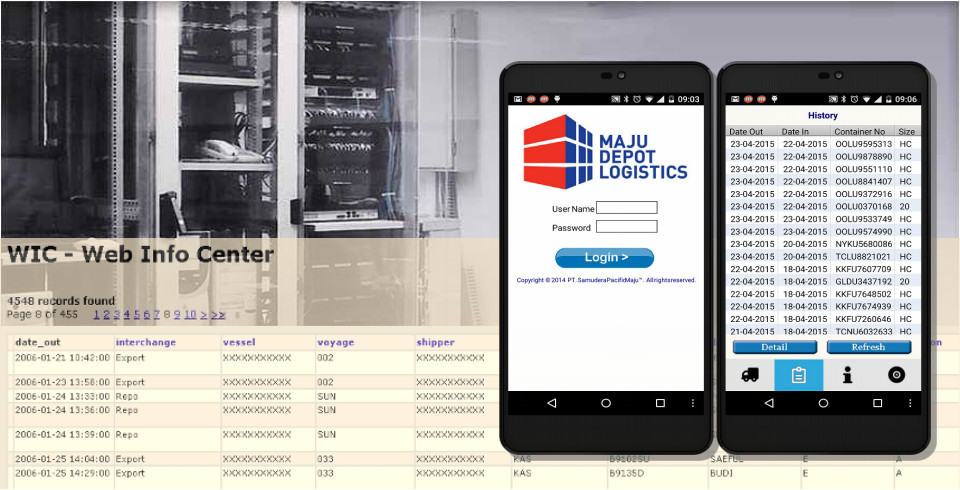 WIC - Web Info Center
4548 records found
Page 8 of 455 1 2 3 4 5 6 7 8 9 10 > >>
date_out interchange vessel voyage shipper on
2006-01-21 10:42:00 Export XXXXXXXXXXX 002 XXXXXXXXXXX
2006-01-23 13:58:00 Export XXXXXXXXXXX 002 XXXXXXXXXXX
2006-01-24 13:33:00 Repo XXXXXXXXXXX SUN XXXXXXXXXXX
2006-01-24 13:36:00 Repo XXXXXXXXXXX SUN XXXXXXXXXXX
2006-01-24 13:39:00 Repo XXXXXXXXXXX SUN XXXXXXXXXXX
2006-01-25 14:04:00 Export XXXXXXXXXXX 033 XXXXXXXXXXX KAS B9102SU SAEFUL E A
2006-01-25 14:29:00 Export XXXXXXXXXXX 033 XXXXXXXXXXX KAS B9135D BUDI E A
09:03
MAJU
DEPOT
LOGISTICS
User Name
Password
Login >
Copyright © 2014 PT. SamuderaPacifixMaju™. Allrightsreserved.
09:06
History
Date Out Date In Container No Size
23-04-2015 22-04-2015 OOLU9595313 HC
23-04-2015 22-04-2015 OOLU9878890 HC
23-04-2015 22-04-2015 OOLU9551110 HC
23-04-2015 22-04-2015 OOLU8841407 HC
23-04-2015 22-04-2015 OOLU9372916 HC
23-04-2015 22-04-2015 OOLU0370168 20
23-04-2015 23-04-2015 OOLU9533749 HC
23-04-2015 23-04-2015 OOLU9574990 HC
23-04-2015 20-04-2015 NYKU5680086 HC
23-04-2015 20-04-2015 TCLU8821021 HC
22-04-2015 18-04-2015 KKFU7607709 HC
22-04-2015 18-04-2015 GLDU3437192 20
22-04-2015 18-04-2015 KKFU7648502 HC
22-04-2015 18-04-2015 KKFU7674939 HC
22-04-2015 18-04-2015 KKFU7260646 HC
21-04-2015 18-04-2015 TCNU6032633 HC
Detail Refresh